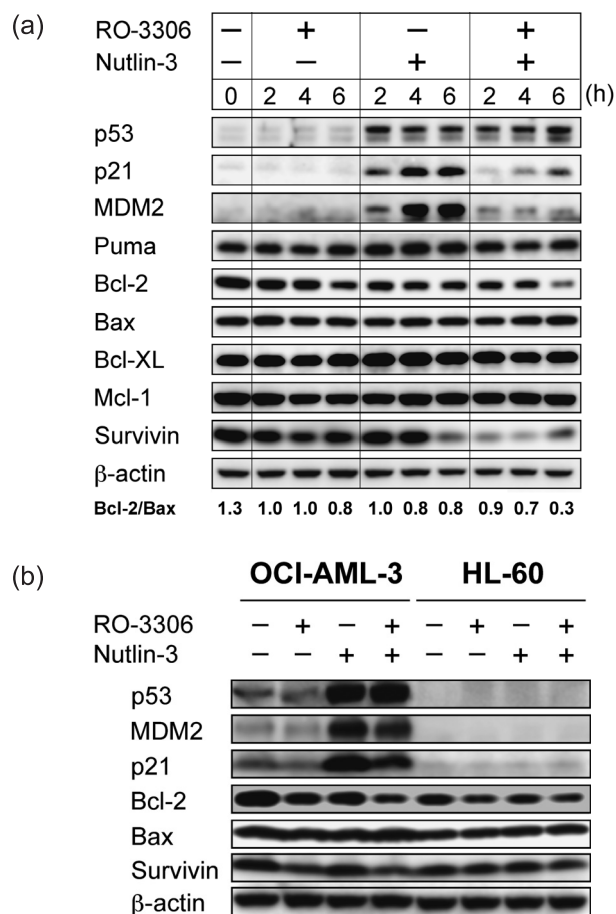 (a)
RO-3306 − + − +
Nutlin-3 − − + +
0 2 4 6 2 4 6 2 4 6 (h)
p53
p21
MDM2
Puma
Bcl-2
Bax
Bcl-XL
Mcl-1
Survivin
β-actin
Bcl-2/Bax 1.3 1.0 1.0 0.8 1.0 0.8 0.8 0.9 0.7 0.3
(b)
OCI-AML-3 HL-60
RO-3306 − + − + − + − +
Nutlin-3 − − + + − − + +
p53
MDM2
p21
Bcl-2
Bax
Survivin
β-actin